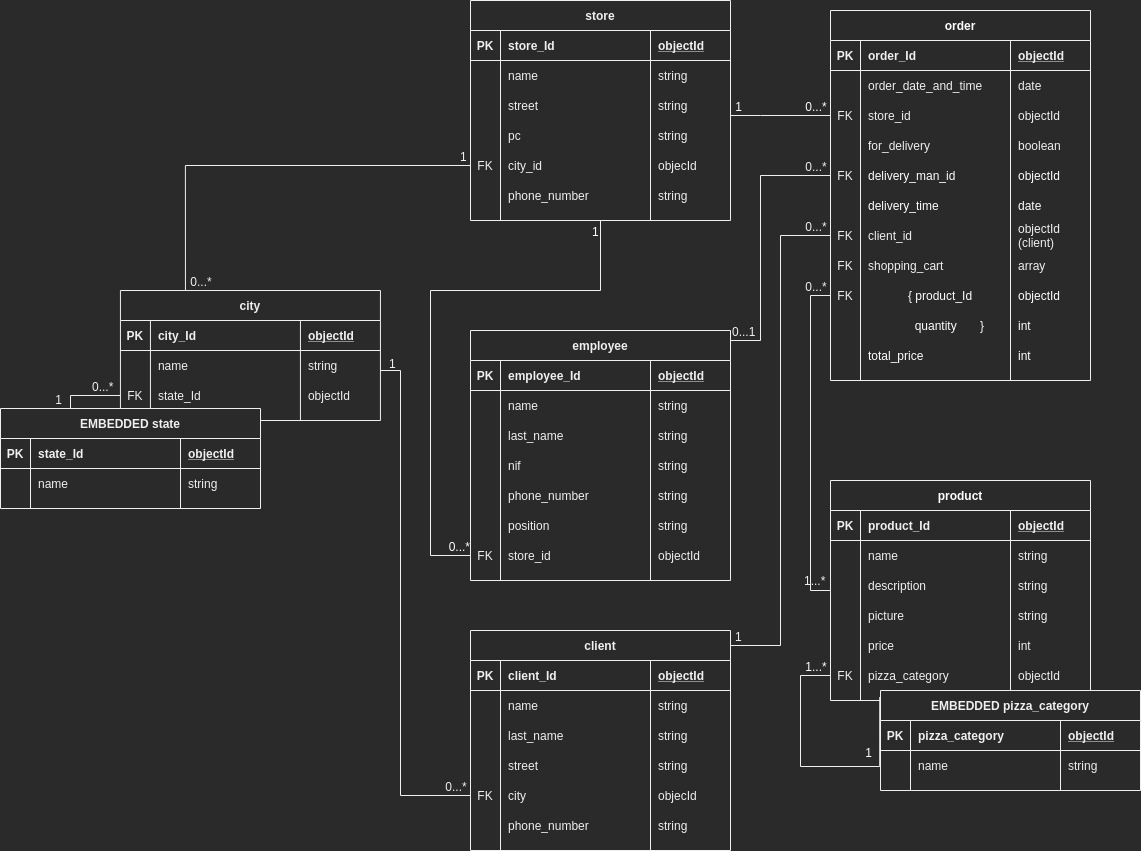 store
PK store_Id objectId
name string
street string
pc string
FK city_id objecId
phone_number string
1
0...*
1
1
0...*
order
PK order_Id objectId
order_date_and_time date
FK store_id objectId
for_delivery boolean
FK delivery_man_id objectId
delivery_time date
FK client_id objectId
(client)
FK shopping_cart array
FK { product_Id objectId
quantity } int
total_price int
0...*
0...*
0...*
0...*
city
PK city_Id objectId
name string
FK state_Id objectId
1
0...*
1
EMBEDDED state
PK state_Id objectId
name string
employee
PK employee_Id objectId
name string
last_name string
nif string
phone_number string
position string
FK store_id objectId
0...1
0...*
client
PK client_Id objectId
name string
last_name string
street string
FK city objecId
phone_number string
1
0...*
product
PK product_Id objectId
name string
description string
picture string
price int
FK pizza_category objectId
1...*
1...*
EMBEDDED pizza_category
PK pizza_category objectId
name string
1